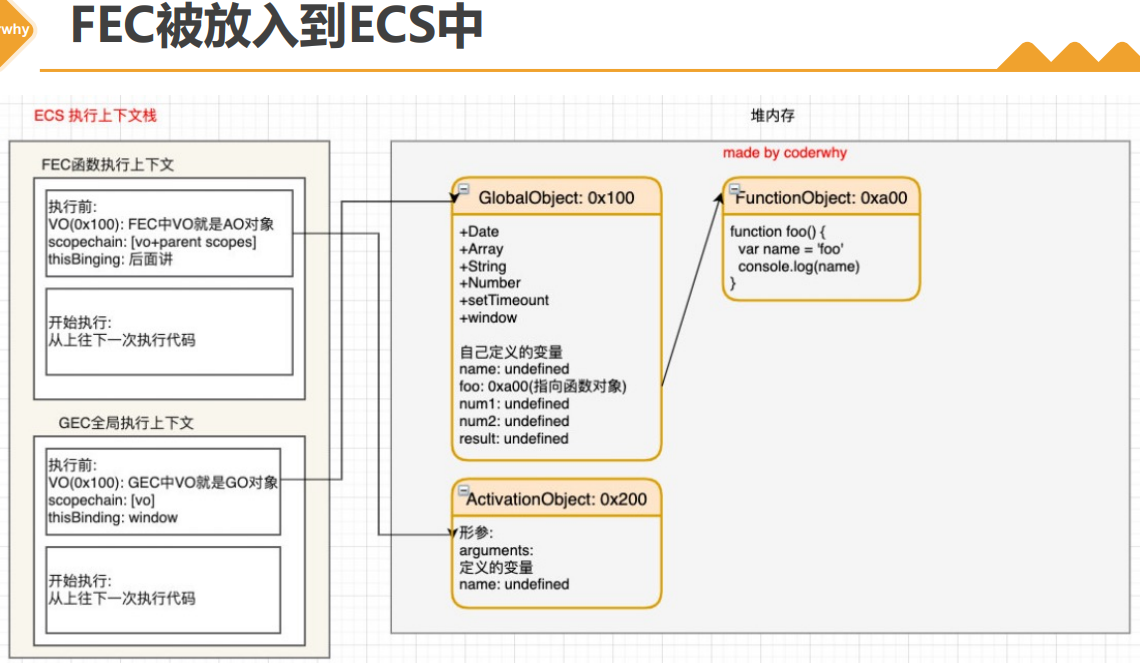 rwhy
FEC被放入到ECS中
ECS 执行上下文栈
FEC函数执行上下文
执行前:
VO(0x100): FEC中VO就是AO对象
scopechain: [vo+parent scopes]
thisBinging: 后面讲
开始执行:
从上往下一次执行代码
GEC全局执行上下文
执行前:
VO(0x100): GEC中VO就是GO对象
scopechain: [vo]
thisBinding: window
开始执行:
从上往下一次执行代码
堆内存
made by coderwhy
GlobalObject: 0x100
+Date
+Array
+String
+Number
+setTimeount
+window
自己定义的变量
name: undefined
foo: 0xa00(指向函数对象)
num1: undefined
num2: undefined
result: undefined
FunctionObject: 0xa00
function foo() {
var name = 'foo'
console.log(name)
}
ActivationObject: 0x200
形参:
arguments:
定义的变量
name: undefined